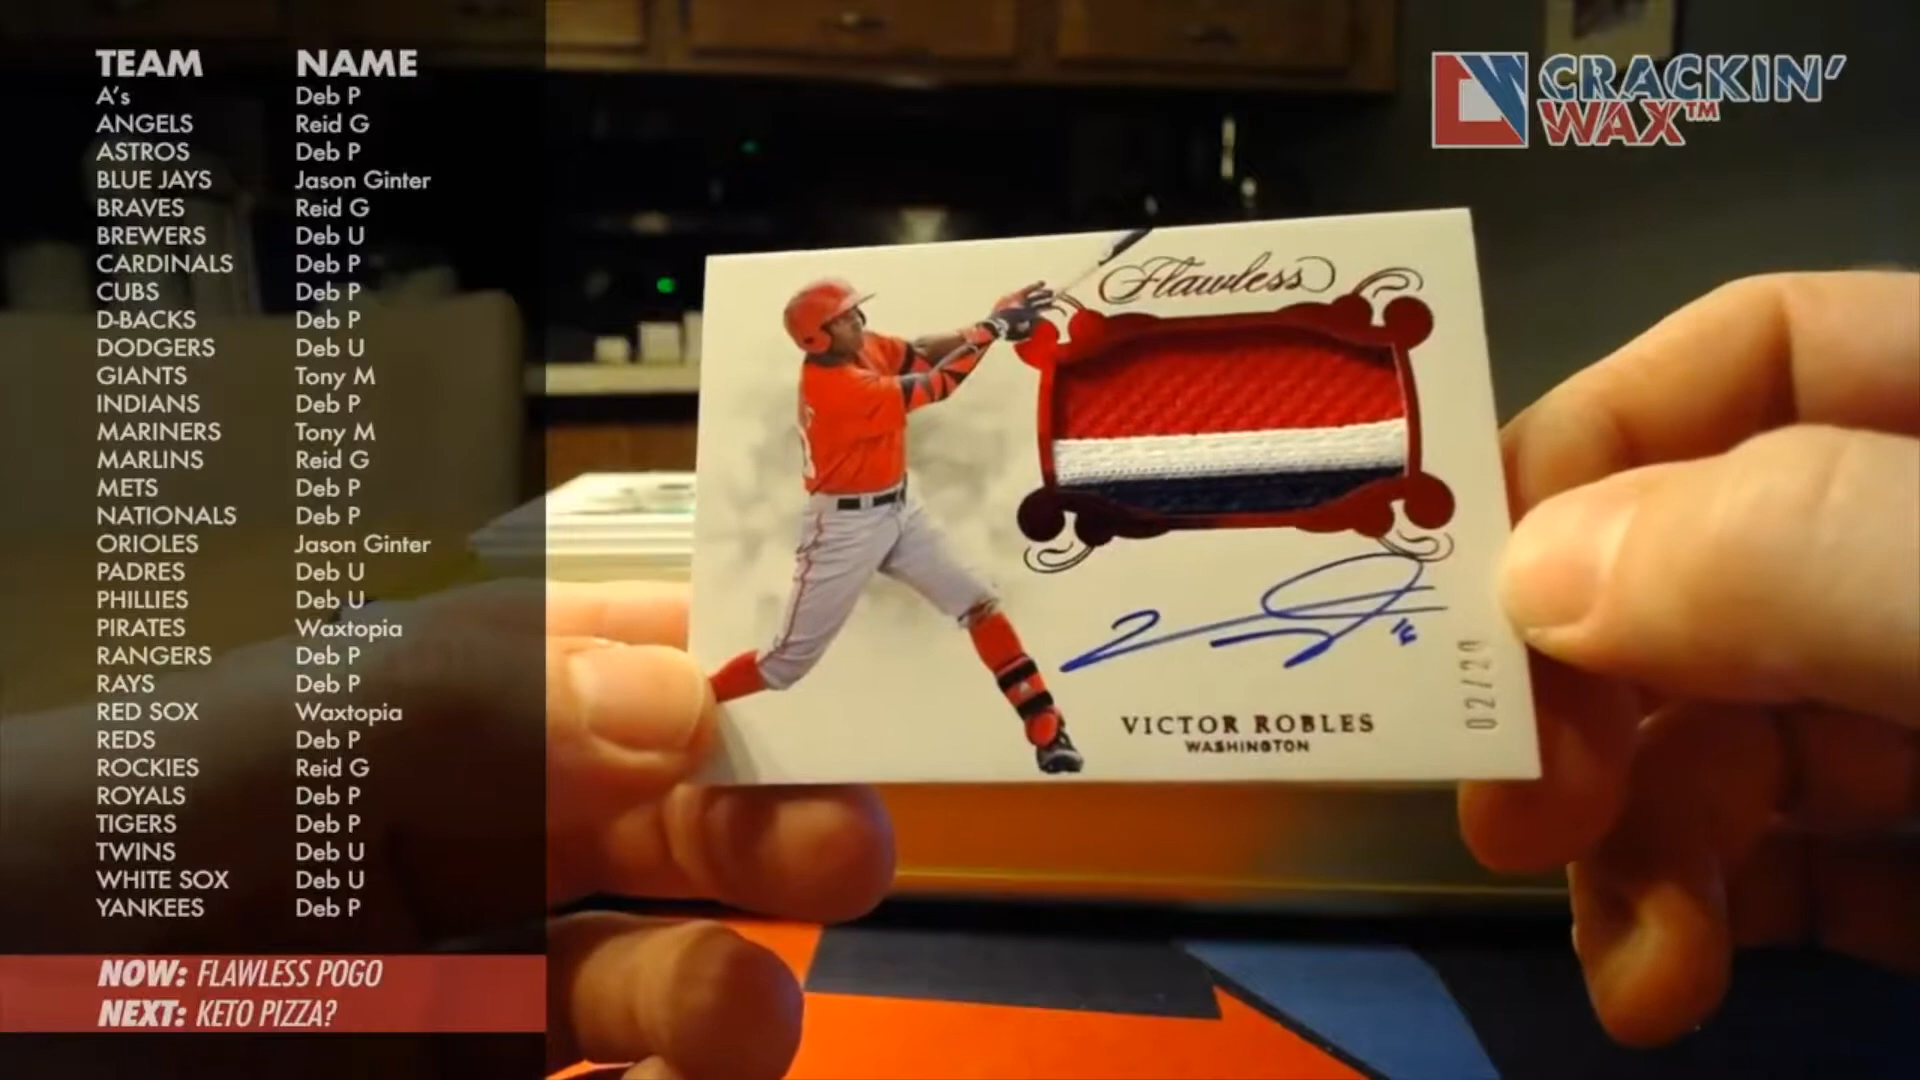 TEAM NAME
A's Deb P
ANGELS Reid G
ASTROS Deb P
BLUE JAYS Jason Ginter
BRAVES Reid G
BREWERS Deb U
CARDINALS Deb P
CUBS Deb P
D-BACKS Deb P
DODGERS Deb U
GIANTS Tony M
INDIANS Deb P
MARINERS Tony M
MARLINS Reid G
METS Deb P
NATIONALS Deb P
ORIOLES Jason Ginter
PADRES Deb U
PHILLIES Deb U
PIRATES Waxtopia
RANGERS Deb P
RAYS Deb P
RED SOX Waxtopia
REDS Deb P
ROCKIES Reid G
ROYALS Deb P
TIGERS Deb P
TWINS Deb U
WHITE SOX Deb U
YANKEES Deb P
NOW: FLAWLESS POGO
NEXT: KETO PIZZA?
CRACKIN'
WAX™
Flawless
VICTOR ROBLES
WASHINGTON
02/20